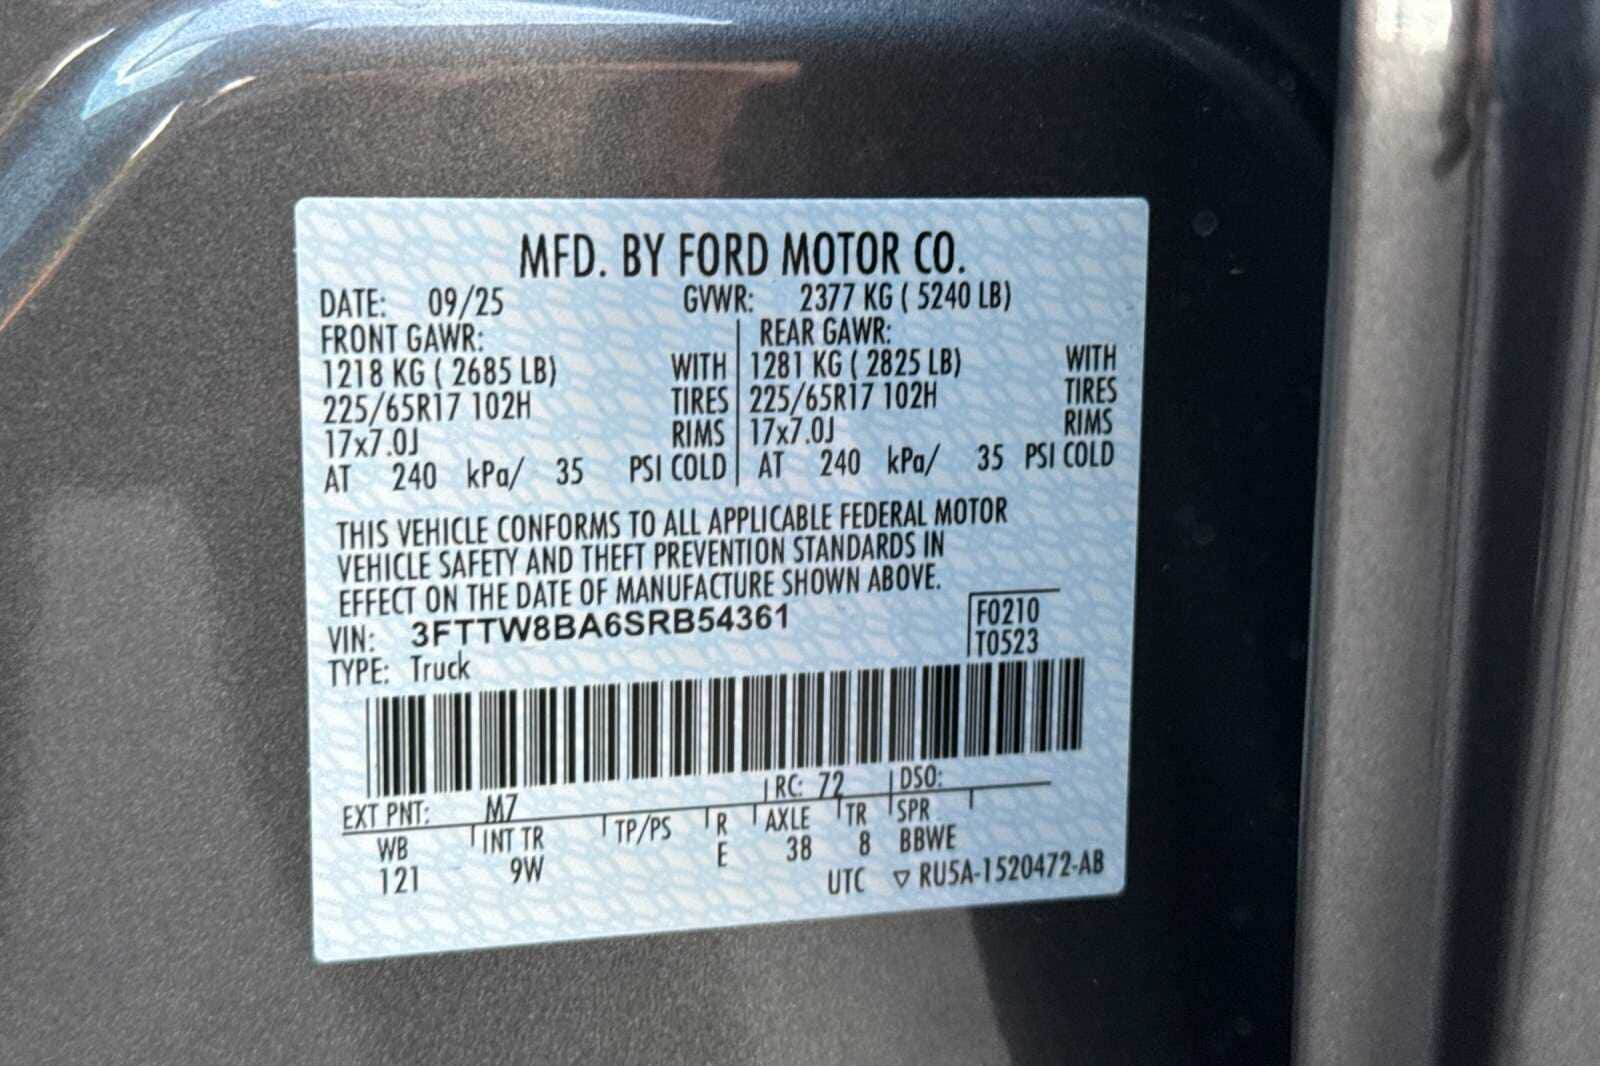 MFD. BY FORD MOTOR CO.
DATE: 09/25 GVWR: 2377 KG ( 5240 LB)
FRONT GAWR: REAR GAWR:
1218 KG ( 2685 LB) WITH 1281 KG ( 2825 LB) WITH
225/65R17 102H TIRES 225/65R17 102H TIRES
17x7.0J RIMS 17x7.0J RIMS
AT 240 kPa/ 35 PSI COLD AT 240 kPa/ 35 PSI COLD
THIS VEHICLE CONFORMS TO ALL APPLICABLE FEDERAL MOTOR
VEHICLE SAFETY AND THEFT PREVENTION STANDARDS IN
EFFECT ON THE DATE OF MANUFACTURE SHOWN ABOVE.
VIN: 3FTTW8BA6SRB54361 F0210
TYPE: Truck T0523
EXT PNT: M7 RC: 72 DSO:
WB INT TR TP/PS R AXLE TR SPR
121 9W E 38 8 BBWE
UTC ▽ RU5A-1520472-AB